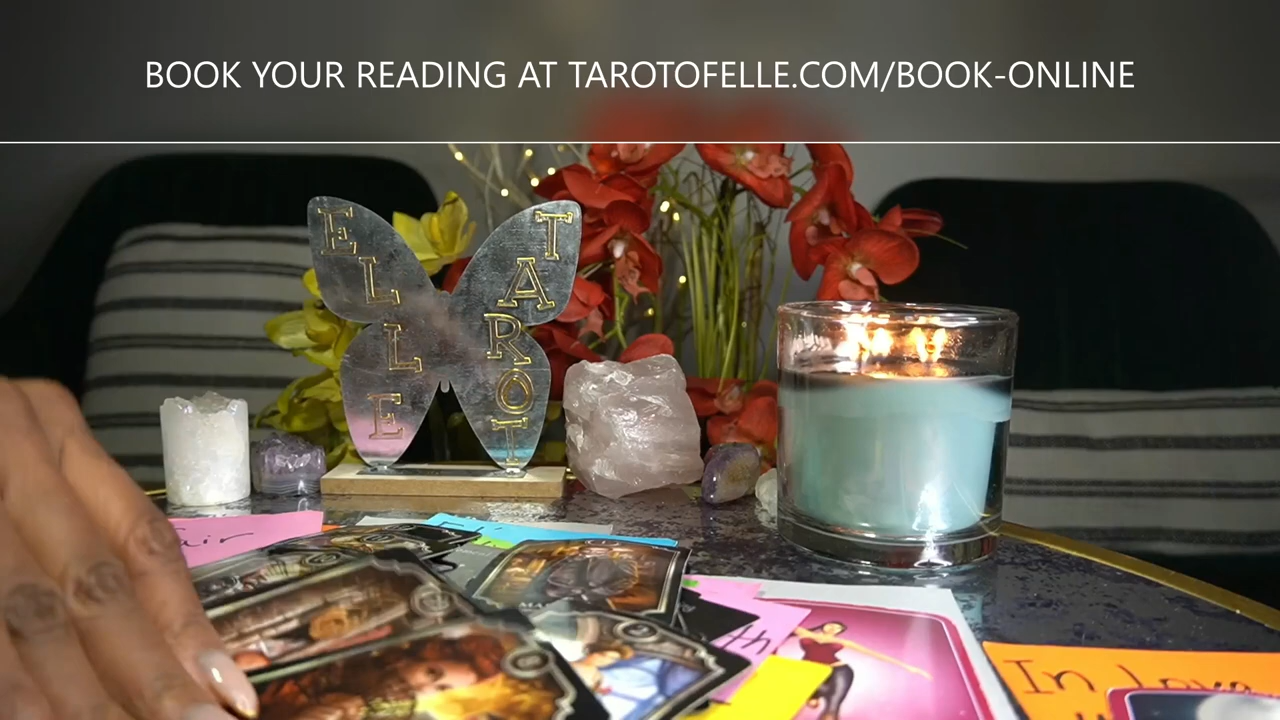 BOOK YOUR READING AT TAROTOFELLE.COM/BOOK-ONLINE
ELLE
TAROT
In Love